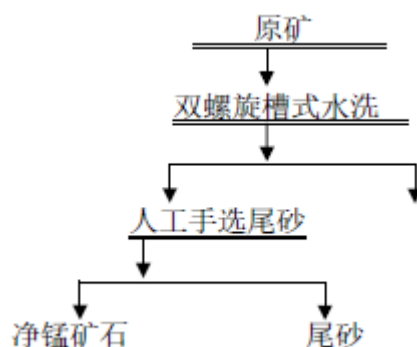 原矿
双螺旋槽式水洗
人工手选尾砂
净锰矿石
尾砂